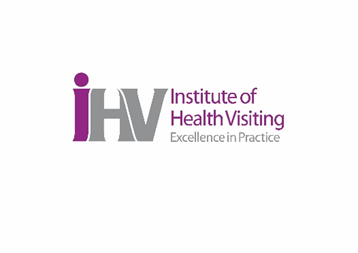 iHV
Institute of
Health Visiting
Excellence in Practice